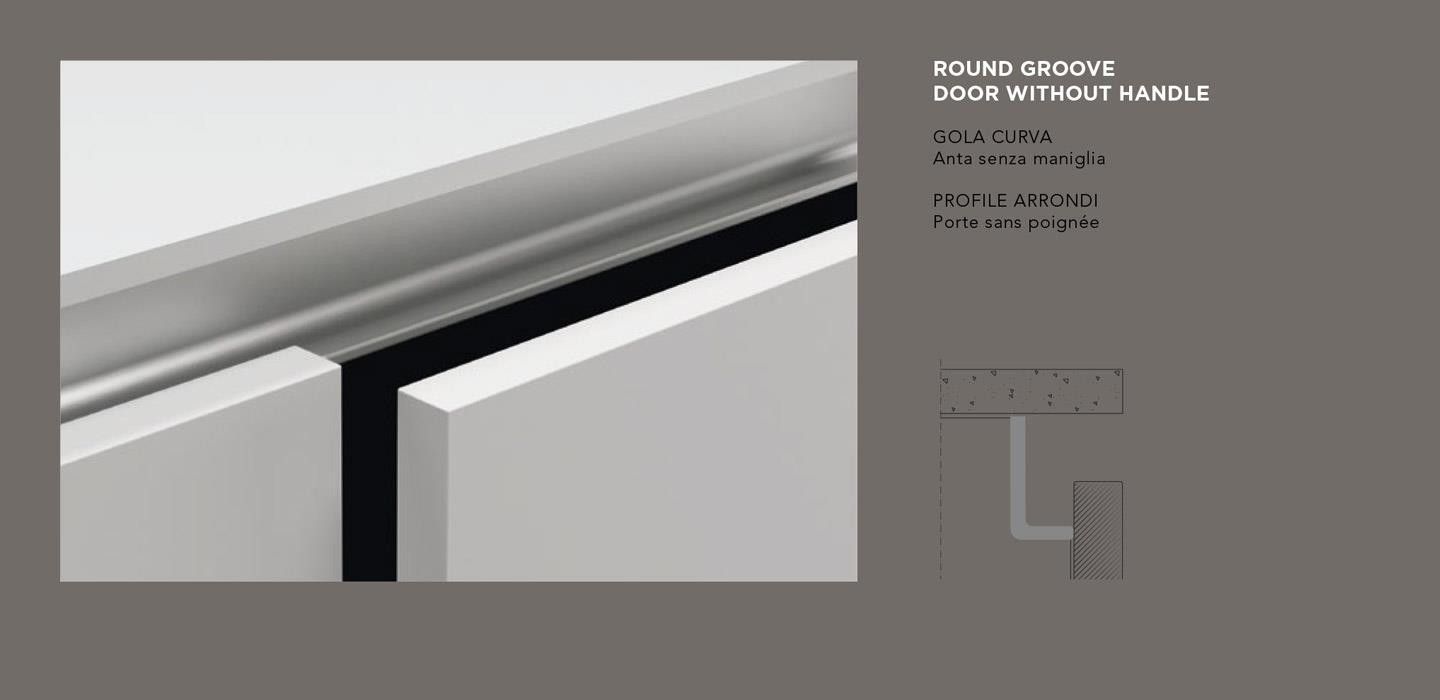 ROUND GROOVE
DOOR WITHOUT HANDLE
GOLA CURVA
Anta senza maniglia
PROFILE ARRONDI
Porte sans poignée